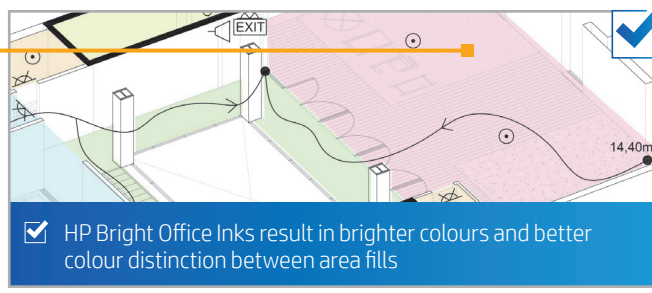 EXIT
14,40m
HP Bright Office Inks result in brighter colours and better
colour distinction between area fills